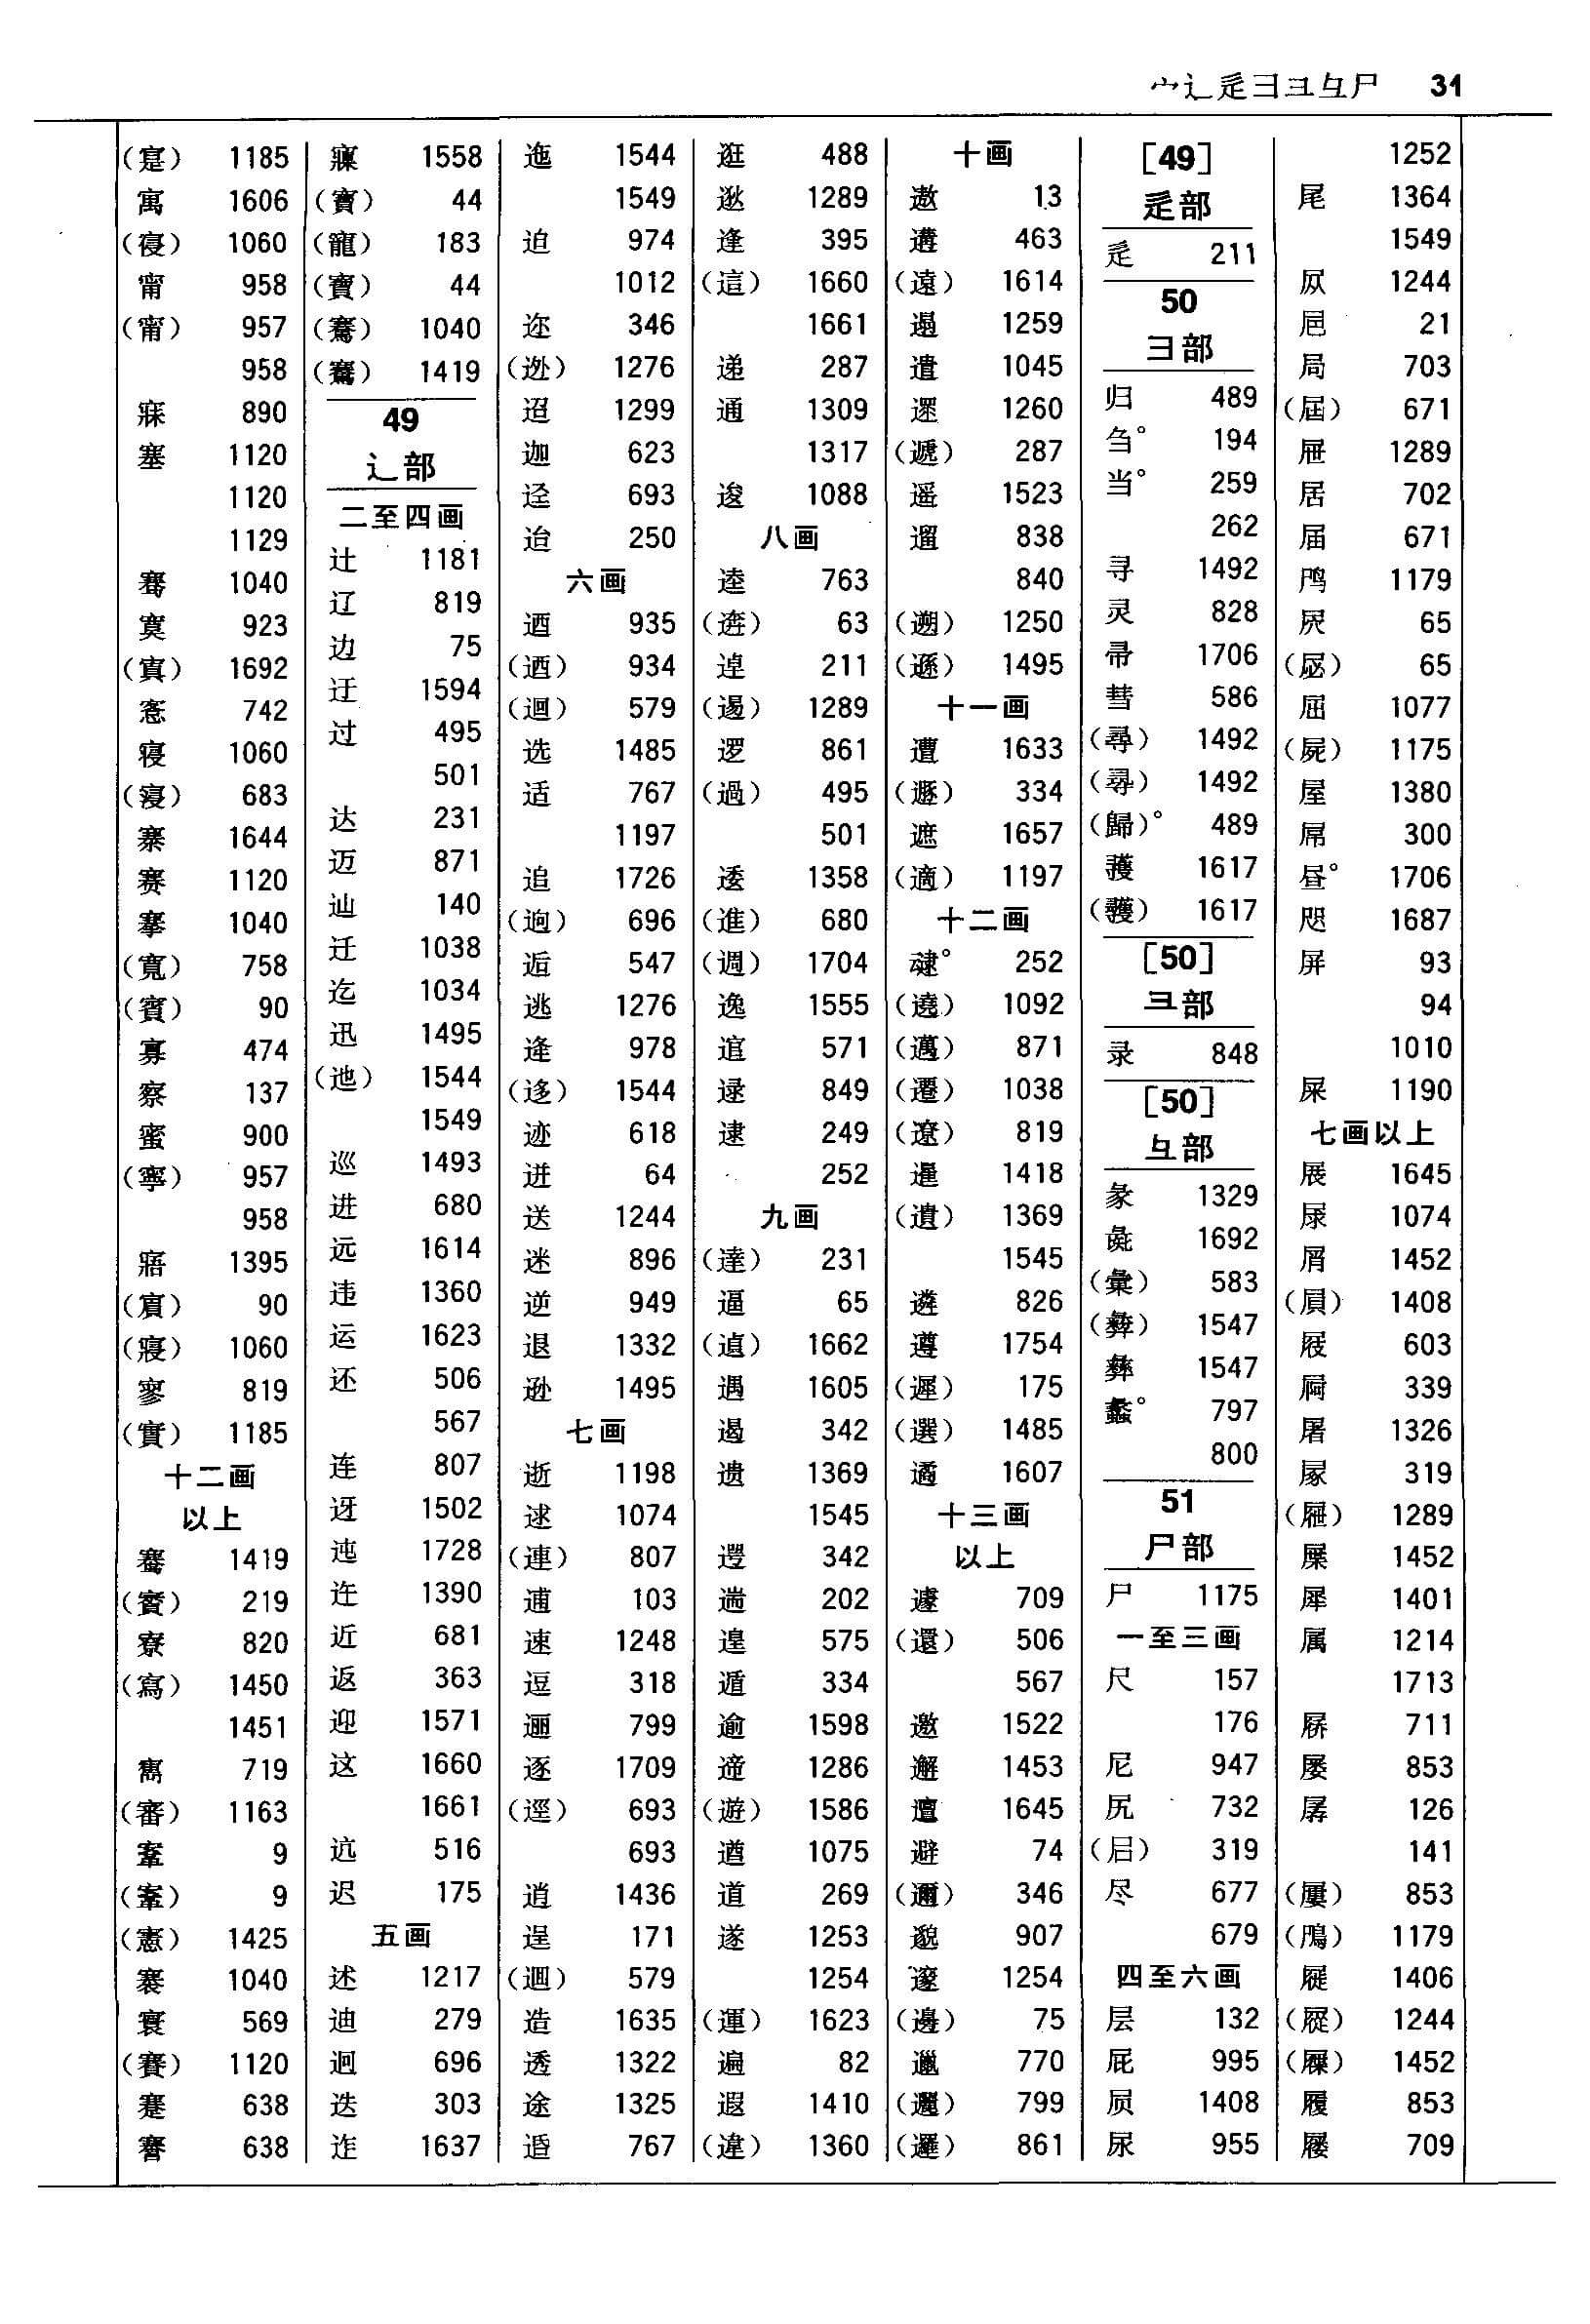 宀辶辵彐⺕彑尸 31
(寔) 1185
寓 1606
(寑) 1060
甯 958
(甯) 957
958
寐 890
塞 1120
1120
1129
骞 1040
寞 923
(寘) 1692
窸 742
寝 1060
(寖) 683
寨 1644
赛 1120
搴 1040
(寬) 758
(賓) 90
寡 474
察 137
蜜 900
(寧) 957
958
寤 1395
(賔) 90
(寢) 1060
寥 819
(實) 1185
十二画
以上
1419
219
寮 820
(寫) 1450
1451
719
(審) 1163
9
9
(憲) 1425
褰 1040
寰 569
(賽) 1120
蹇 638
謇 638
寱 1558
(寶) 44
(寵) 183
(寳) 44
(騫) 1040
(鶱) 1419
49
辶部
二至四画
辻 1181
辽 819
边 75
迂 1594
过 495
501
达 231
迈 871
辿 140
迁 1038
迄 1034
迅 1495
(迆) 1544
1549
巡 1493
进 680
远 1614
违 1360
运 1623
还 506
567
连 807
迓 1502
迍 1728
迕 1390
近 681
返 363
迎 1571
这 1660
1661
迒 516
迟 175
五画
述 1217
迪 279
迥 696
迭 303
迮 1637
迤 1544
1549
迫 974
1012
迩 346
(迯) 1276
迢 1299
迦 623
迳 693
迨 250
六画
迺 935
(迺) 934
(迴) 579
选 1485
适 767
1197
追 1726
(逈) 696
逅 547
逃 1276
逄 978
(迻) 1544
迹 618
迸 64
送 1244
迷 896
逆 949
退 1332
逊 1495
七画
逝 1198
逑 1074
(連) 807
逋 103
速 1248
逗 318
逦 799
逐 1709
(逕) 693
693
逍 1436
逞 171
(逥) 579
造 1635
透 1322
途 1325
逽 767
逛 488
逖 1289
逢 395
(這) 1660
1661
递 287
通 1309
1317
逡 1088
八画
逵 763
(逩) 63
逴 211
(逷) 1289
逻 861
(過) 495
501
逶 1358
(進) 680
(週) 1704
逸 1555
逭 571
逯 849
逮 249
252
九画
(達) 231
逼 65
(遉) 1662
遇 1605
遏 342
遗 1369
1545
遌 342
遄 202
遑 575
遁 334
逾 1598
遆 1286
(遊) 1586
遒 1075
道 269
遂 1253
1254
(運) 1623
遍 82
遐 1410
(違) 1360
十画
遨 13
遘 463
(遠) 1614
遢 1259
遣 1045
遝 1260
(遞) 287
遥 1523
遛 838
840
(遡) 1250
(遜) 1495
十一画
遭 1633
(遯) 334
遮 1657
(適) 1197
十二画
叇° 252
(遶) 1092
(邁) 871
(遷) 1038
(遼) 819
暹 1418
(遺) 1369
1545
遴 826
遵 1754
(遲) 175
(選) 1485
遹 1607
十三画
以上
遽 709
(還) 506
567
邀 1522
邂 1453
邅 1645
避 74
(邇) 346
邈 907
邃 1254
(邊) 75
邋 770
(邐) 799
(邏) 861
[49]
辵部
辵 211
50
彐部
归 489
刍° 194
当° 259
262
寻 1492
灵 828
帚 1706
彗 586
(尋) 1492
(尋) 1492
(歸)° 489
彟 1617
(彠) 1617
[50]
⺕部
录 848
[50]
彑部
彖 1329
彘 1692
(彙) 583
(彜) 1547
彝 1547
蠡° 797
800
51
尸部
尸 1175
一至三画
尺 157
176
尼 947
尻 732
(㞎) 319
尽 677
679
四至六画
层 132
屁 995
屃 1408
尿 955
1252
尾 1364
1549
屃 1244
㞎 21
局 703
(屆) 671
屉 1289
居 702
届 671
鸤 1179
屄 65
(屄) 65
屈 1077
(屍) 1175
屋 1380
屌 300
昼° 1706
咫 1687
屏 93
94
1010
屎 1190
七画以上
展 1645
屐 1074
屑 1452
(屓) 1408
屐 603
屙 339
屠 1326
㞘 319
(屜) 1289
屟 1452
犀 1401
属 1214
1713
屩 711
屡 853
孱 126
141
(屢) 853
(鳲) 1179
屣 1406
(屣) 1244
(屧) 1452
履 853
屦 709